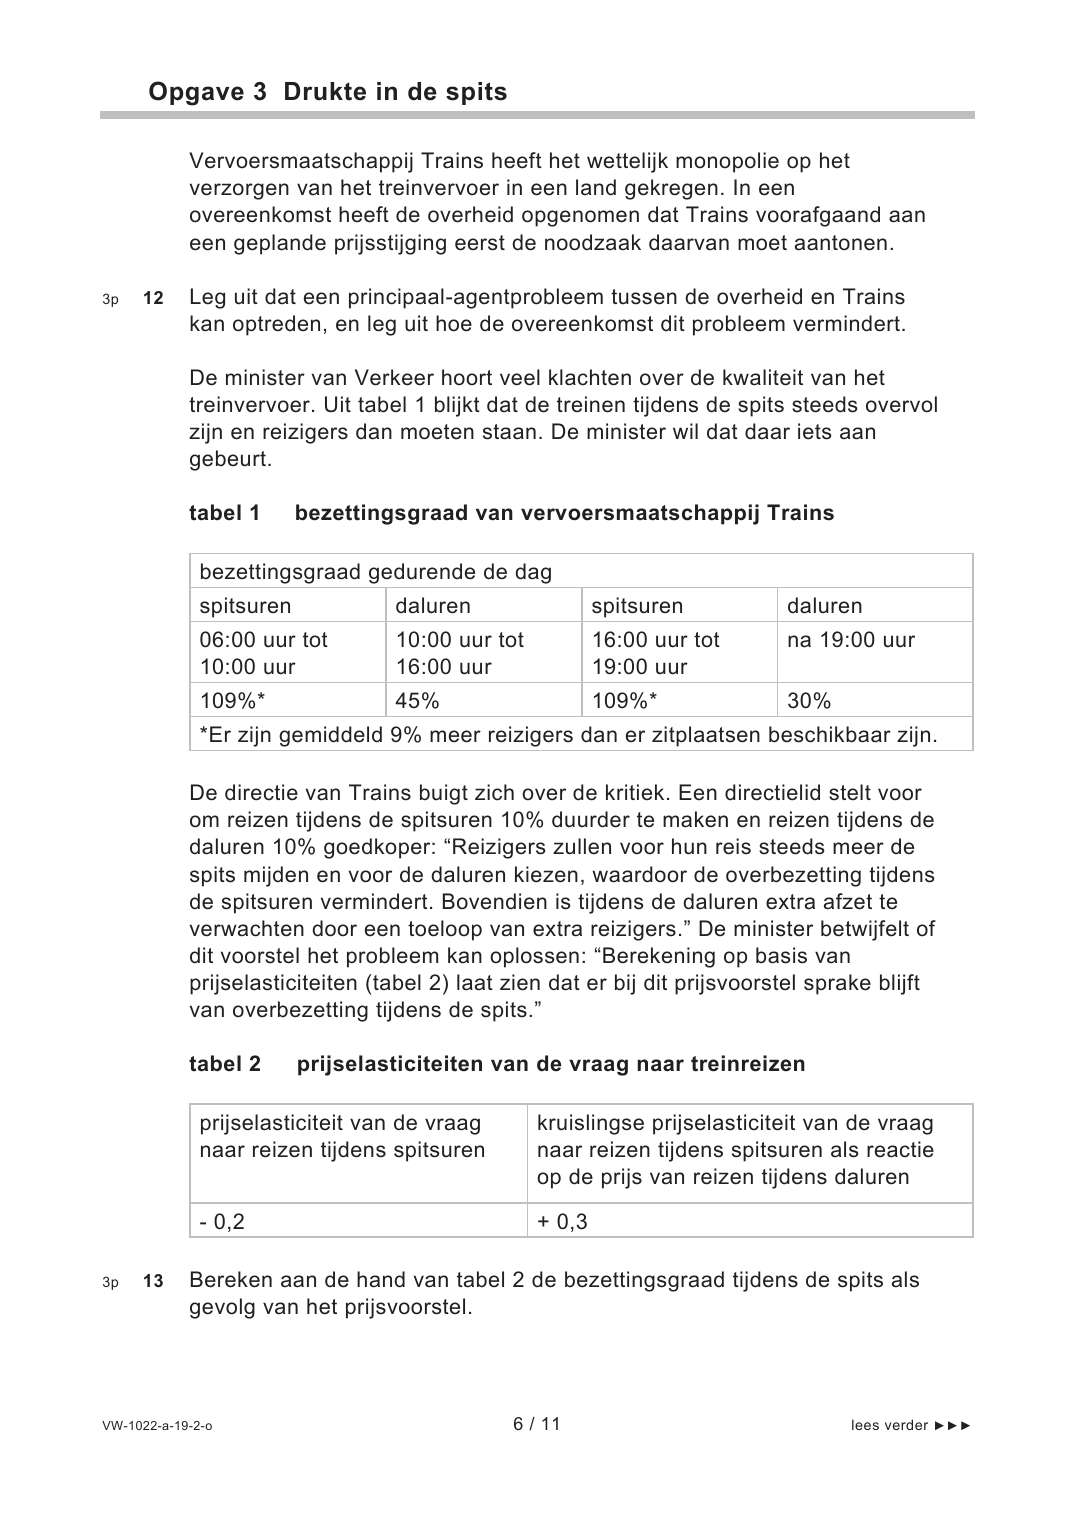 Opgave 3 Drukte in de spits
Vervoersmaatschappij Trains heeft het wettelijk monopolie op het
verzorgen van het treinvervoer in een land gekregen. In een
overeenkomst heeft de overheid opgenomen dat Trains voorafgaand aan
een geplande prijsstijging eerst de noodzaak daarvan moet aantonen.
3p 12 Leg uit dat een principaal-agentprobleem tussen de overheid en Trains
kan optreden, en leg uit hoe de overeenkomst dit probleem vermindert.
De minister van Verkeer hoort veel klachten over de kwaliteit van het
treinvervoer. Uit tabel 1 blijkt dat de treinen tijdens de spits steeds overvol
zijn en reizigers dan moeten staan. De minister wil dat daar iets aan
gebeurt.
tabel 1 bezettingsgraad van vervoersmaatschappij Trains
bezettingsgraad gedurende de dag
spitsuren daluren spitsuren daluren
06:00 uur tot 10:00 uur tot 16:00 uur tot na 19:00 uur
10:00 uur 16:00 uur 19:00 uur
109%* 45% 109%* 30%
*Er zijn gemiddeld 9% meer reizigers dan er zitplaatsen beschikbaar zijn.
De directie van Trains buigt zich over de kritiek. Een directielid stelt voor
om reizen tijdens de spitsuren 10% duurder te maken en reizen tijdens de
daluren 10% goedkoper: “Reizigers zullen voor hun reis steeds meer de
spits mijden en voor de daluren kiezen, waardoor de overbezetting tijdens
de spitsuren vermindert. Bovendien is tijdens de daluren extra afzet te
verwachten door een toeloop van extra reizigers.” De minister betwijfelt of
dit voorstel het probleem kan oplossen: “Berekening op basis van
prijselasticiteiten (tabel 2) laat zien dat er bij dit prijsvoorstel sprake blijft
van overbezetting tijdens de spits.”
tabel 2 prijselasticiteiten van de vraag naar treinreizen
prijselasticiteit van de vraag kruislingse prijselasticiteit van de vraag
naar reizen tijdens spitsuren naar reizen tijdens spitsuren als reactie
op de prijs van reizen tijdens daluren
- 0,2 + 0,3
3p 13 Bereken aan de hand van tabel 2 de bezettingsgraad tijdens de spits als
gevolg van het prijsvoorstel.
VW-1022-a-19-2-o 6 / 11 lees verder ►►►